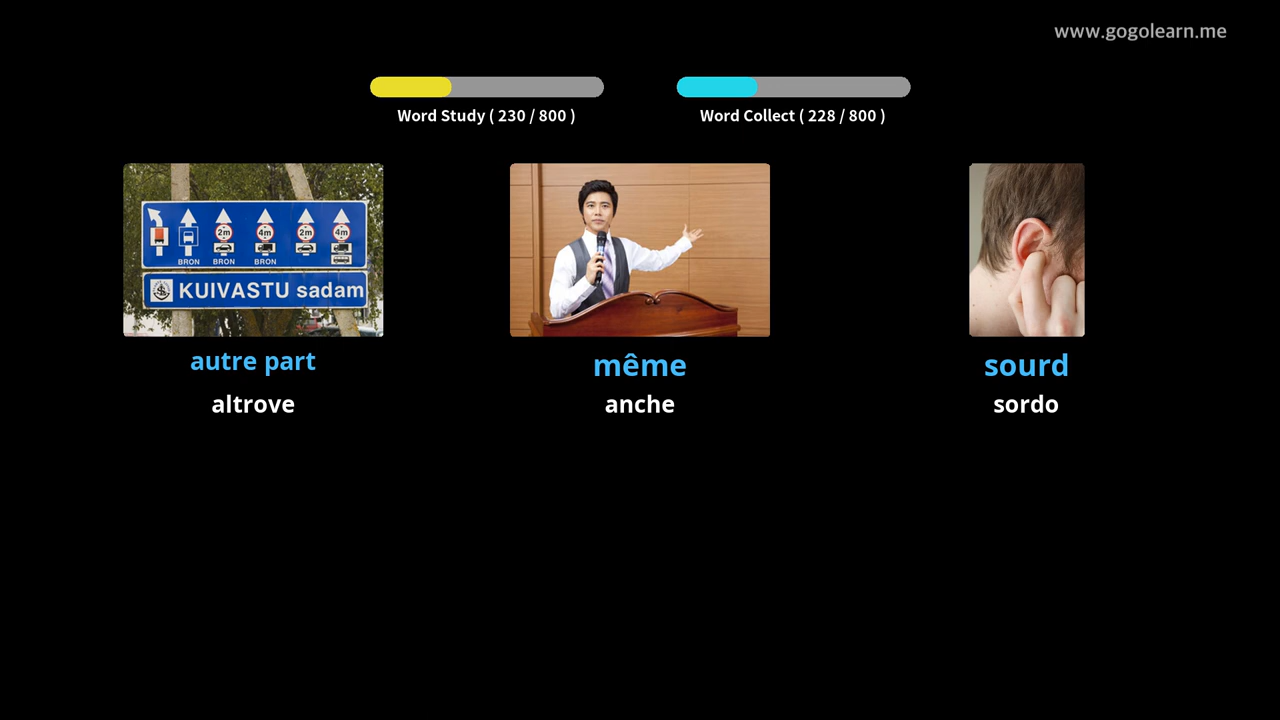 www.gogolearn.me
Word Study ( 230 / 800 )
Word Collect ( 228 / 800 )
2m
4m
2m
4m
BRON
BRON
BRON
KUIVASTU sadam
autre part
même
sourd
altrove
anche
sordo